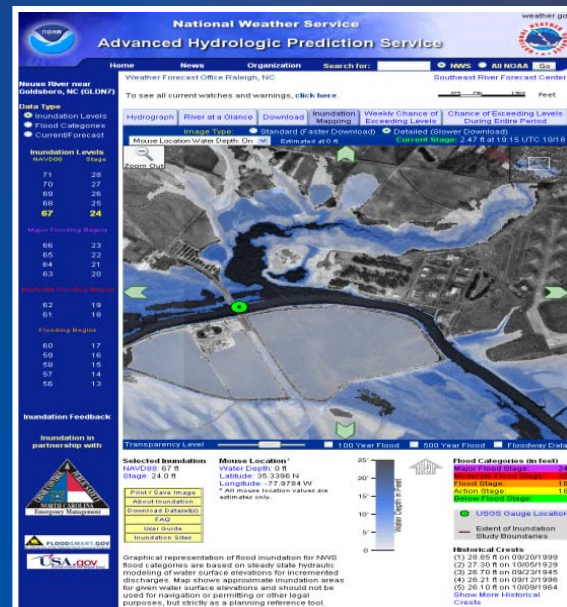 National Weather Service
weather.gov
Advanced Hydrologic Prediction Service
Home News Organization Search for: NWS All NOAA Go
Neuse River near
Goldsboro, NC (GLDN7)
Data Type
Inundation Levels
Flood Categories
CurrentForecast
Inundation Levels
NAVD88 Stage
71 28
70 27
69 26
68 25
67 24
Major Flooding Begins
66 23
65 22
64 21
63 20
Moderate Flooding Begins
62 19
61 18
Flooding Begins
60 17
59 16
58 15
57 14
56 13
Inundation Feedback
Inundation in
partnership with
NORTH CAROLINA
Emergency Management
FLOODSMART.GOV
USA.gov
Weather Forecast Office Raleigh, NC
Southeast River Forecast Center
To see all current watches and warnings, click here.
Feet
Hydrograph
River at a Glance
Download
Inundation Mapping
Weekly Chance of Exceeding Levels
Chance of Exceeding Levels During Entire Period
Image Type: Standard (Faster Download) Detailed (Slower Download)
Mouse Location Water Depth: On Estimated at 0 ft Current Stage: 2.47 ft at 19:15 UTC 10/18
Zoom Out
Transparency Level 100 Year Flood 500 Year Flood Floodway Data
Selected Inundation
NAVD88: 67 ft
Stage: 24.0 ft
Mouse Location*
Water Depth: 0 ft
Latitude: 35.3396 N
Longitude: -77.9784 W
* All mouse location values are
estimates only.
Print / Save Image
About Inundation
Download Dataset(s)
FAQ
User Guide
Inundation Sites
25'
20'
15'
10'
5'
0'
Water Depth in Feet
Flood Categories (in feet)
Major Flood Stage: 24
Moderate Flood Stage: 20
Flood Stage: 18
Action Stage: 16
Below Flood Stage:
USGS Gauge Location
Extent of Inundation
Study Boundaries
Historical Crests
(1) 28.85 ft on 09/20/1999
(2) 27.30 ft on 10/05/1929
(3) 26.70 ft on 09/23/1945
(4) 26.21 ft on 09/12/1996
(5) 26.10 ft on 10/09/1964
Show More Historical
Crests
Graphical representation of flood inundation for NWS
flood categories are based on steady state hydraulic
modeling of water surface elevations for incremented
discharges. Map shows approximate inundation areas
for given water surface elevations and should not be
used for navigation or permitting or other legal
purposes, but strictly as a planning reference tool.